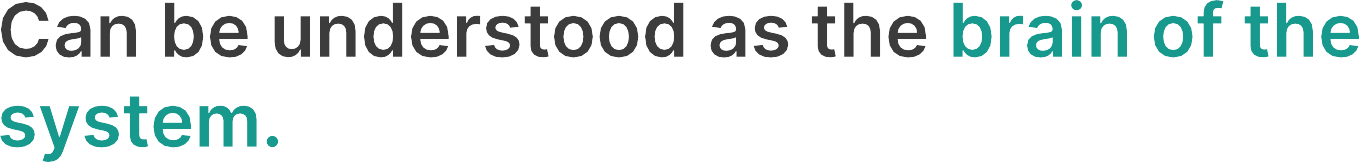 Can be understood as the brain of the
system.